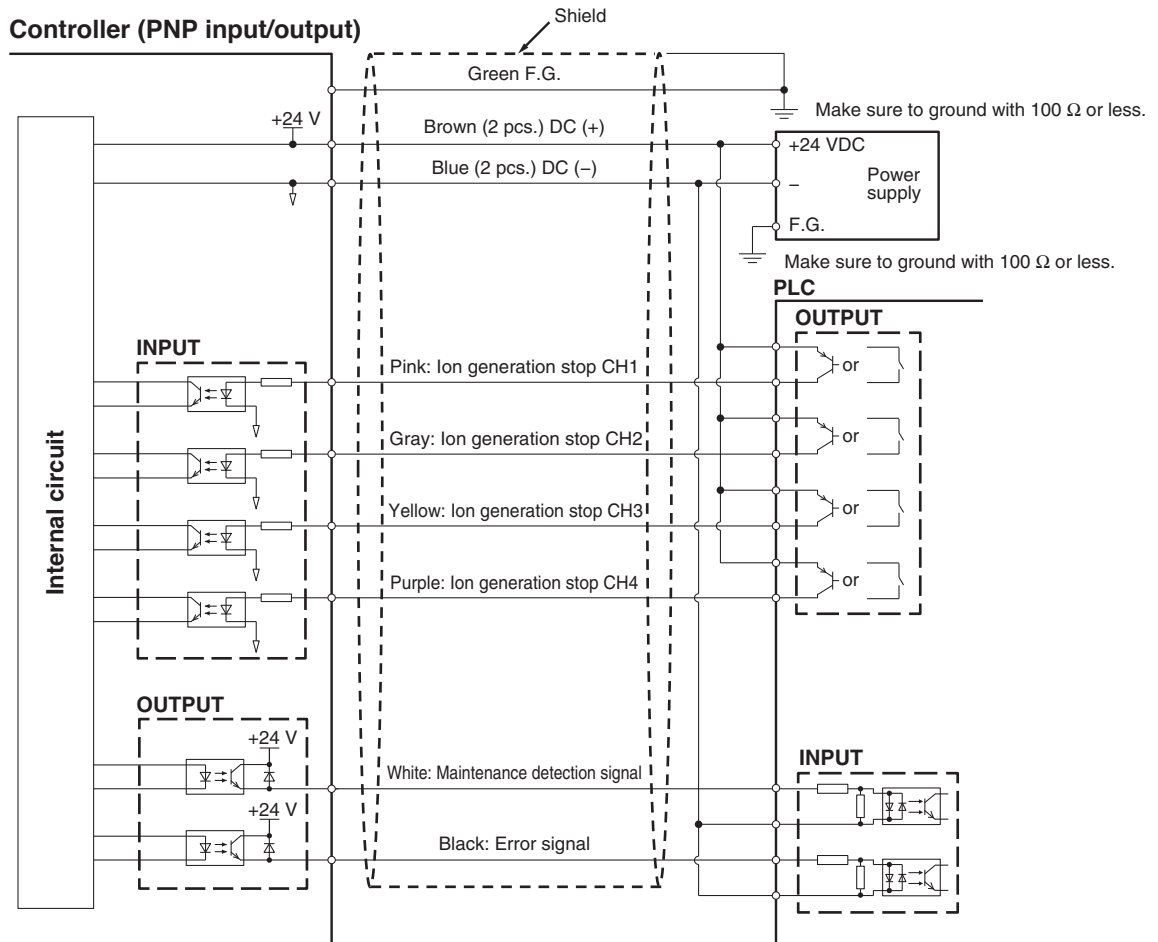 Controller (PNP input/output)
Shield
Green F.G.
Make sure to ground with 100 Ω or less.
+24 V
Brown (2 pcs.) DC (+)
+24 VDC
Blue (2 pcs.) DC (−)
–
Power
supply
F.G.
Make sure to ground with 100 Ω or less.
PLC
OUTPUT
INPUT
Pink: Ion generation stop CH1
or
Gray: Ion generation stop CH2
or
Yellow: Ion generation stop CH3
or
Purple: Ion generation stop CH4
or
Internal circuit
OUTPUT
+24 V
INPUT
White: Maintenance detection signal
+24 V
Black: Error signal